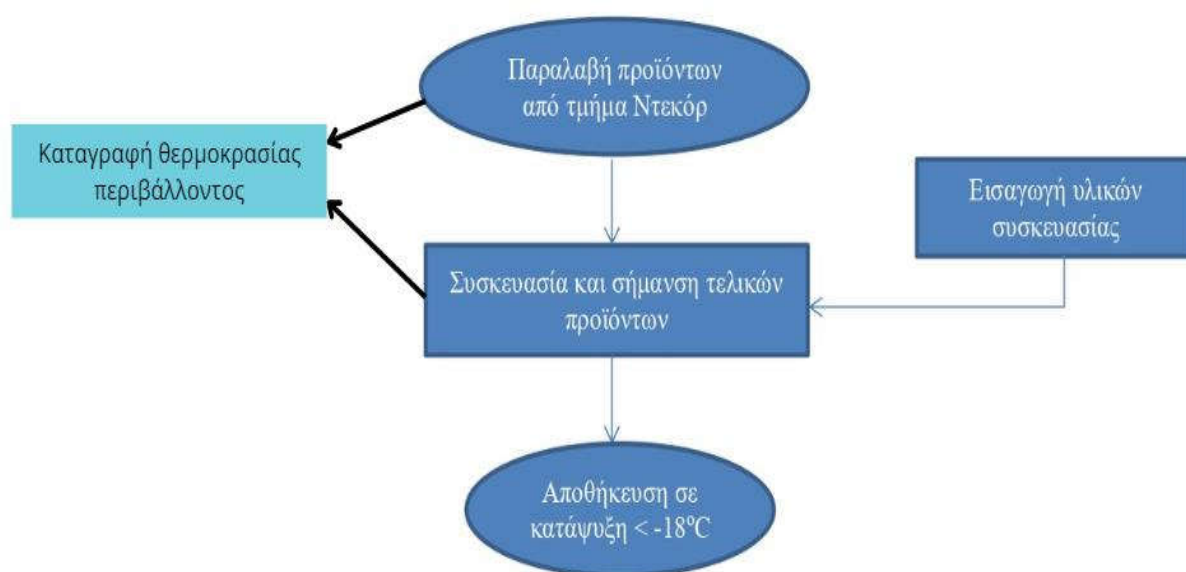 Παραλαβή προϊόντων
από τμήμα Ντεκόρ
Καταγραφή θερμοκρασίας
περιβάλλοντος
Εισαγωγή υλικών
συσκευασίας
Συσκευασία και σήμανση τελικών
προϊόντων
Αποθήκευση σε
κατάψυξη < -18°C